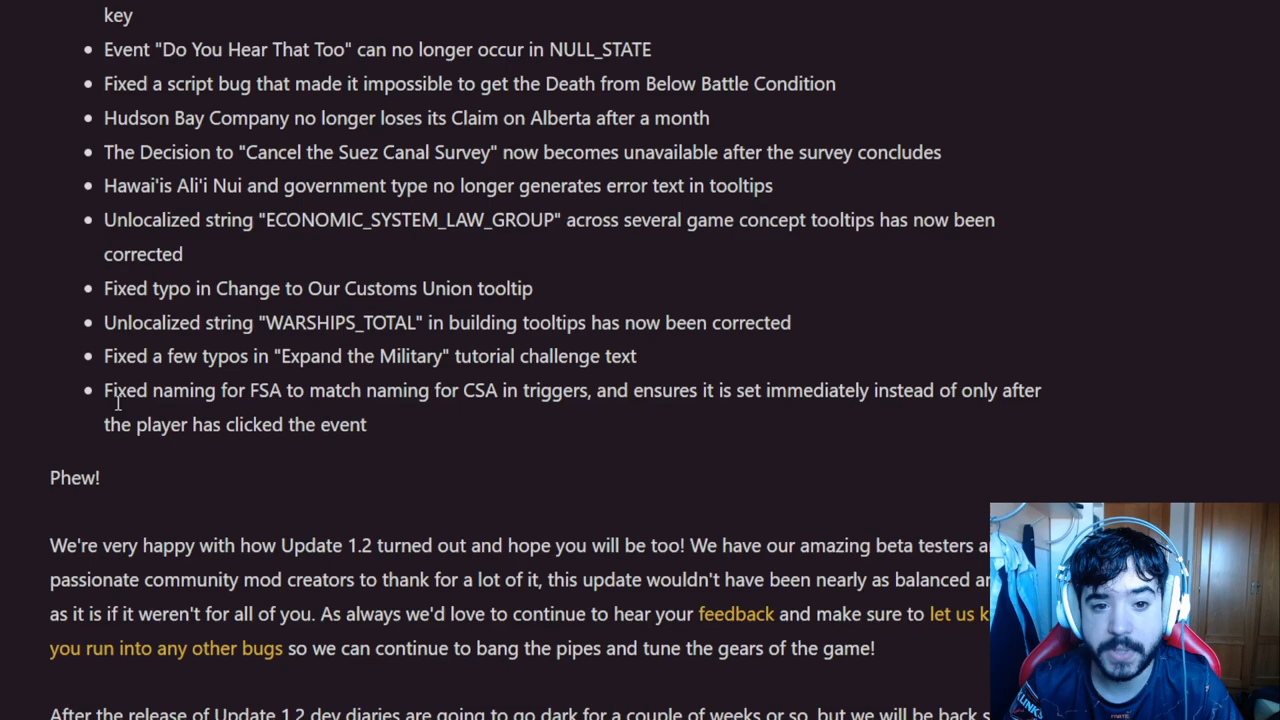 key
• Event "Do You Hear That Too" can no longer occur in NULL_STATE
• Fixed a script bug that made it impossible to get the Death from Below Battle Condition
• Hudson Bay Company no longer loses its Claim on Alberta after a month
• The Decision to "Cancel the Suez Canal Survey" now becomes unavailable after the survey concludes
• Hawai'is Ali'i Nui and government type no longer generates error text in tooltips
• Unlocalized string "ECONOMIC_SYSTEM_LAW_GROUP" across several game concept tooltips has now been
corrected
• Fixed typo in Change to Our Customs Union tooltip
• Unlocalized string "WARSHIPS_TOTAL" in building tooltips has now been corrected
• Fixed a few typos in "Expand the Military" tutorial challenge text
• Fixed naming for FSA to match naming for CSA in triggers, and ensures it is set immediately instead of only after
the player has clicked the event
Phew!
We're very happy with how Update 1.2 turned out and hope you will be too! We have our amazing beta testers
passionate community mod creators to thank for a lot of it, this update wouldn't have been nearly as balanced
as it is if it weren't for all of you. As always we'd love to continue to hear your feedback and make sure to let us
you run into any other bugs so we can continue to bang the pipes and tune the gears of the game!
After the release of Update 1.2 dev diaries are going to go dark for a couple of weeks or so, but we will be back